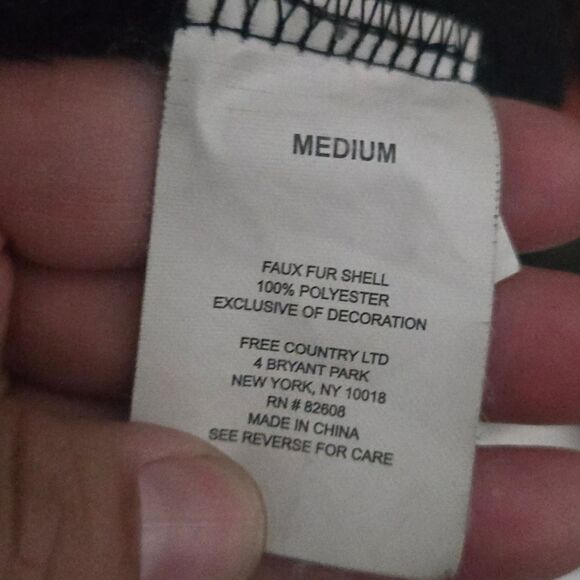 MEDIUM
FAUX FUR SHELL
100% POLYESTER
EXCLUSIVE OF DECORATION
FREE COUNTRY LTD
4 BRYANT PARK
NEW YORK, NY 10018
RN # 82608
MADE IN CHINA
SEE REVERSE FOR CARE